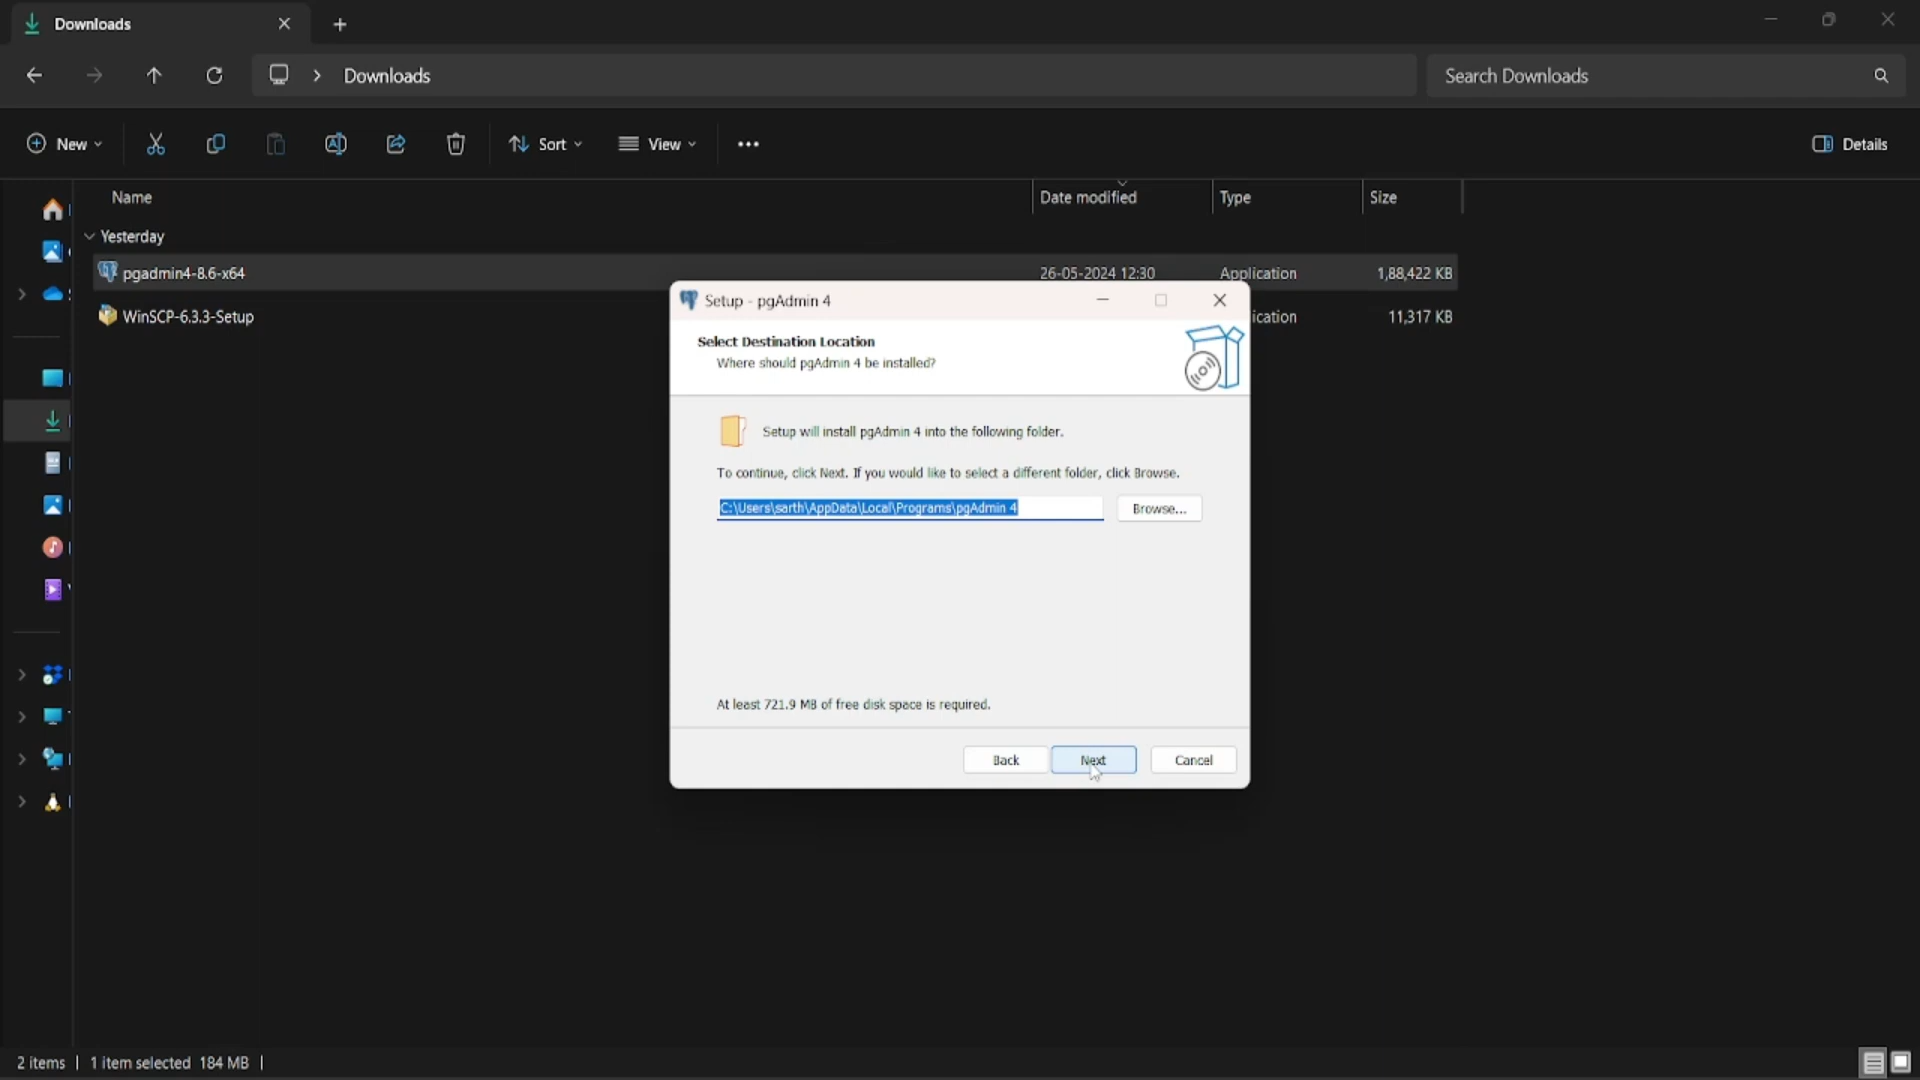 Downloads
Downloads
Search Downloads
New
Sort
View
Details
Name
Date modified
Type
Size
Yesterday
pgadmin4-8.6-x64
26-05-2024 12:30
Application
1,88,422 KB
WinSCP-6.3.3-Setup
ication
11,317 KB
Setup - pgAdmin 4
Select Destination Location
Where should pgAdmin 4 be installed?
Setup will install pgAdmin 4 into the following folder.
To continue, click Next. If you would like to select a different folder, click Browse.
C:\Users\sarth\AppData\Local\Programs\pgAdmin 4
Browse...
At least 721.9 MB of free disk space is required.
Back
Next
Cancel
2 items
1 item selected 184 MB